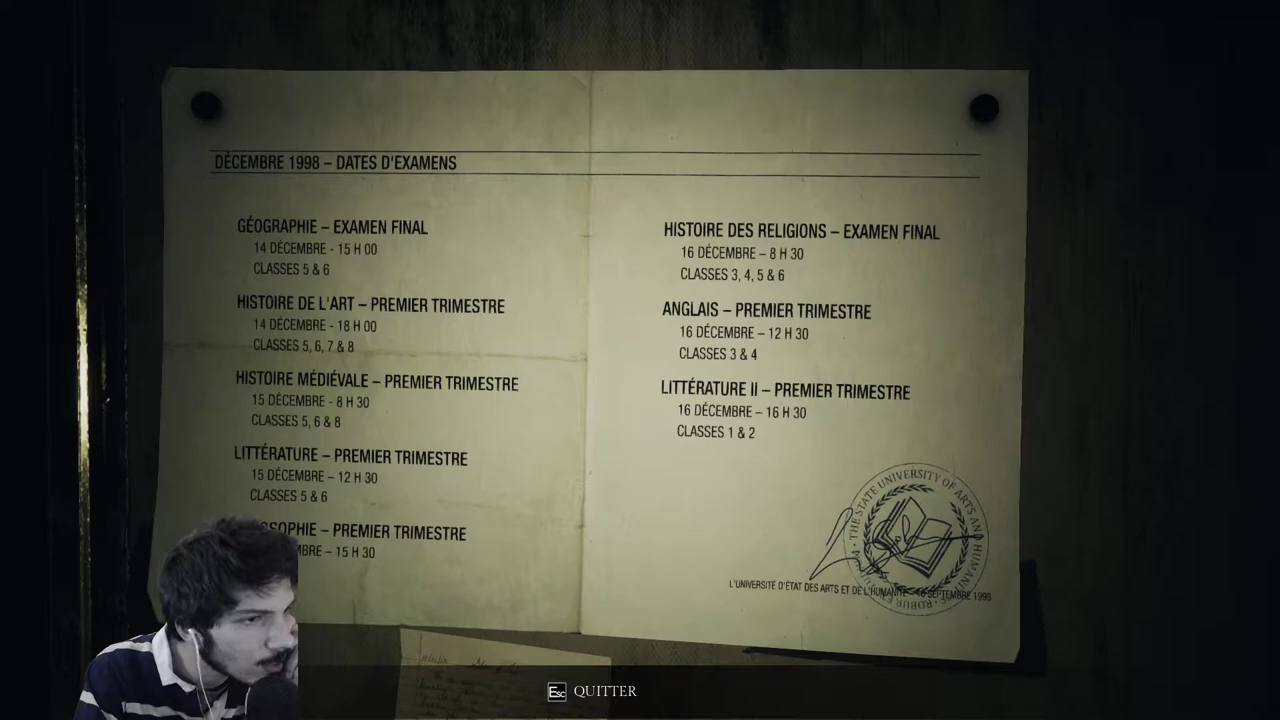 DÉCEMBRE 1998 – DATES D'EXAMENS
GÉOGRAPHIE – EXAMEN FINAL
14 DÉCEMBRE - 15 H 00
CLASSES 5 & 6
HISTOIRE DE L'ART – PREMIER TRIMESTRE
14 DÉCEMBRE - 18 H 00
CLASSES 5, 6, 7 & 8
HISTOIRE MÉDIÉVALE – PREMIER TRIMESTRE
15 DÉCEMBRE - 8 H 30
CLASSES 5, 6 & 8
LITTÉRATURE – PREMIER TRIMESTRE
15 DÉCEMBRE – 12 H 30
CLASSES 5 & 6
OSOPHIE – PREMIER TRIMESTRE
MBRE – 15 H 30
HISTOIRE DES RELIGIONS – EXAMEN FINAL
16 DÉCEMBRE – 8 H 30
CLASSES 3, 4, 5 & 6
ANGLAIS – PREMIER TRIMESTRE
16 DÉCEMBRE – 12 H 30
CLASSES 3 & 4
LITTÉRATURE II – PREMIER TRIMESTRE
16 DÉCEMBRE – 16 H 30
CLASSES 1 & 2
THE STATE UNIVERSITY OF ARTS AND HUMANITIES
L'UNIVERSITÉ D'ÉTAT DES ARTS ET DE L'HUMANITÉ – SEPTEMBRE 1998
Esc QUITTER